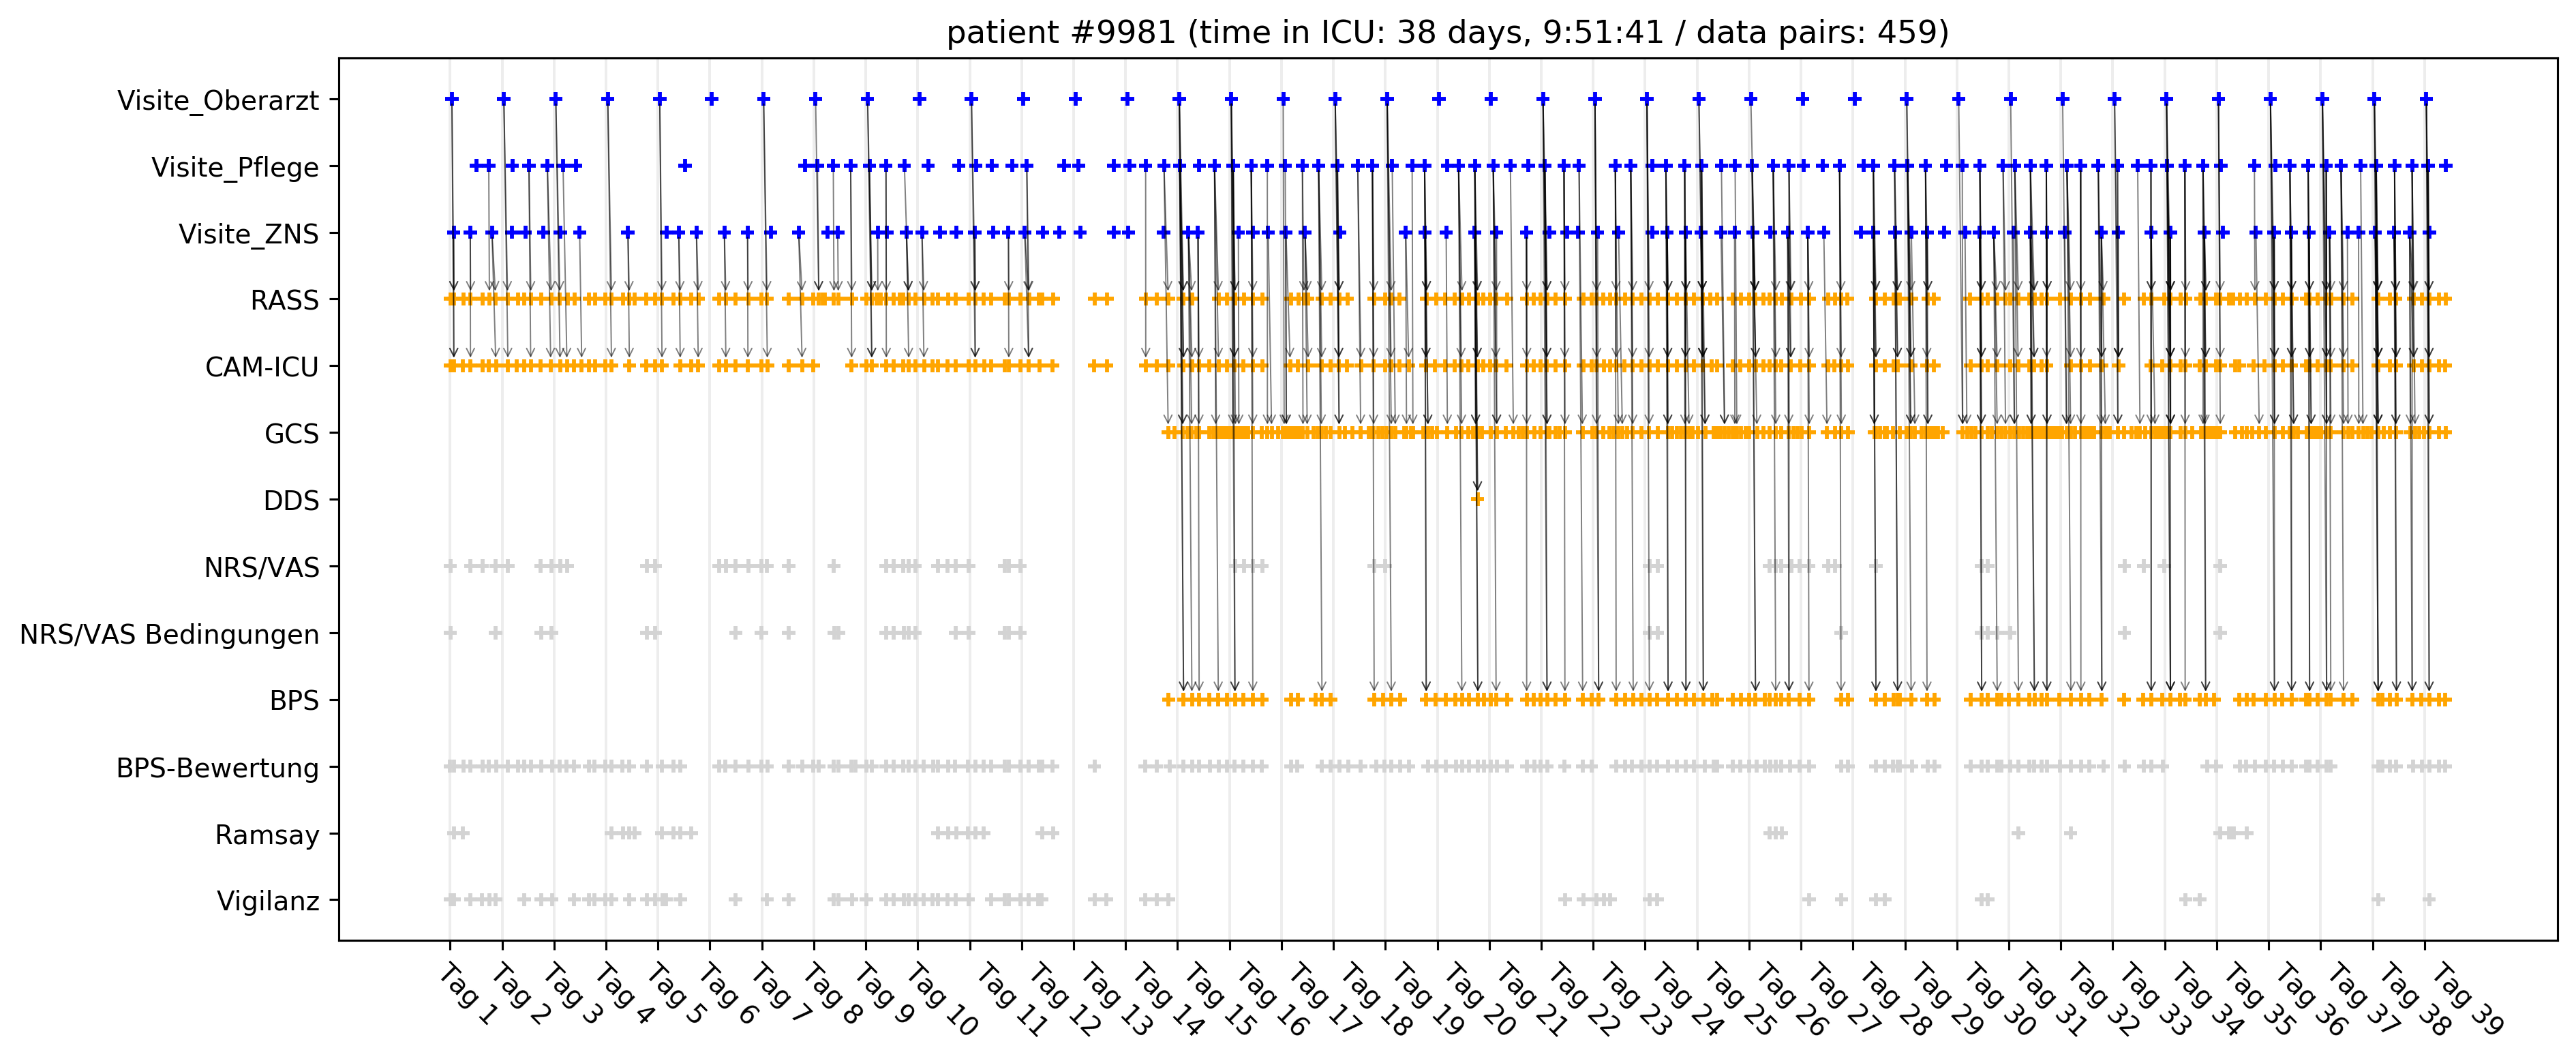 patient #9981 (time in ICU: 38 days, 9:51:41 / data pairs: 459)
Visite_Oberarzt
Visite_Pflege
Visite_ZNS
RASS
CAM-ICU
GCS
DDS
NRS/VAS
NRS/VAS Bedingungen
BPS
BPS-Bewertung
Ramsay
Vigilanz
Tag 1
Tag 2
Tag 3
Tag 4
Tag 5
Tag 6
Tag 7
Tag 8
Tag 9
Tag 10
Tag 11
Tag 12
Tag 13
Tag 14
Tag 15
Tag 16
Tag 17
Tag 18
Tag 19
Tag 20
Tag 21
Tag 22
Tag 23
Tag 24
Tag 25
Tag 26
Tag 27
Tag 28
Tag 29
Tag 30
Tag 31
Tag 32
Tag 33
Tag 34
Tag 35
Tag 36
Tag 37
Tag 38
Tag 39